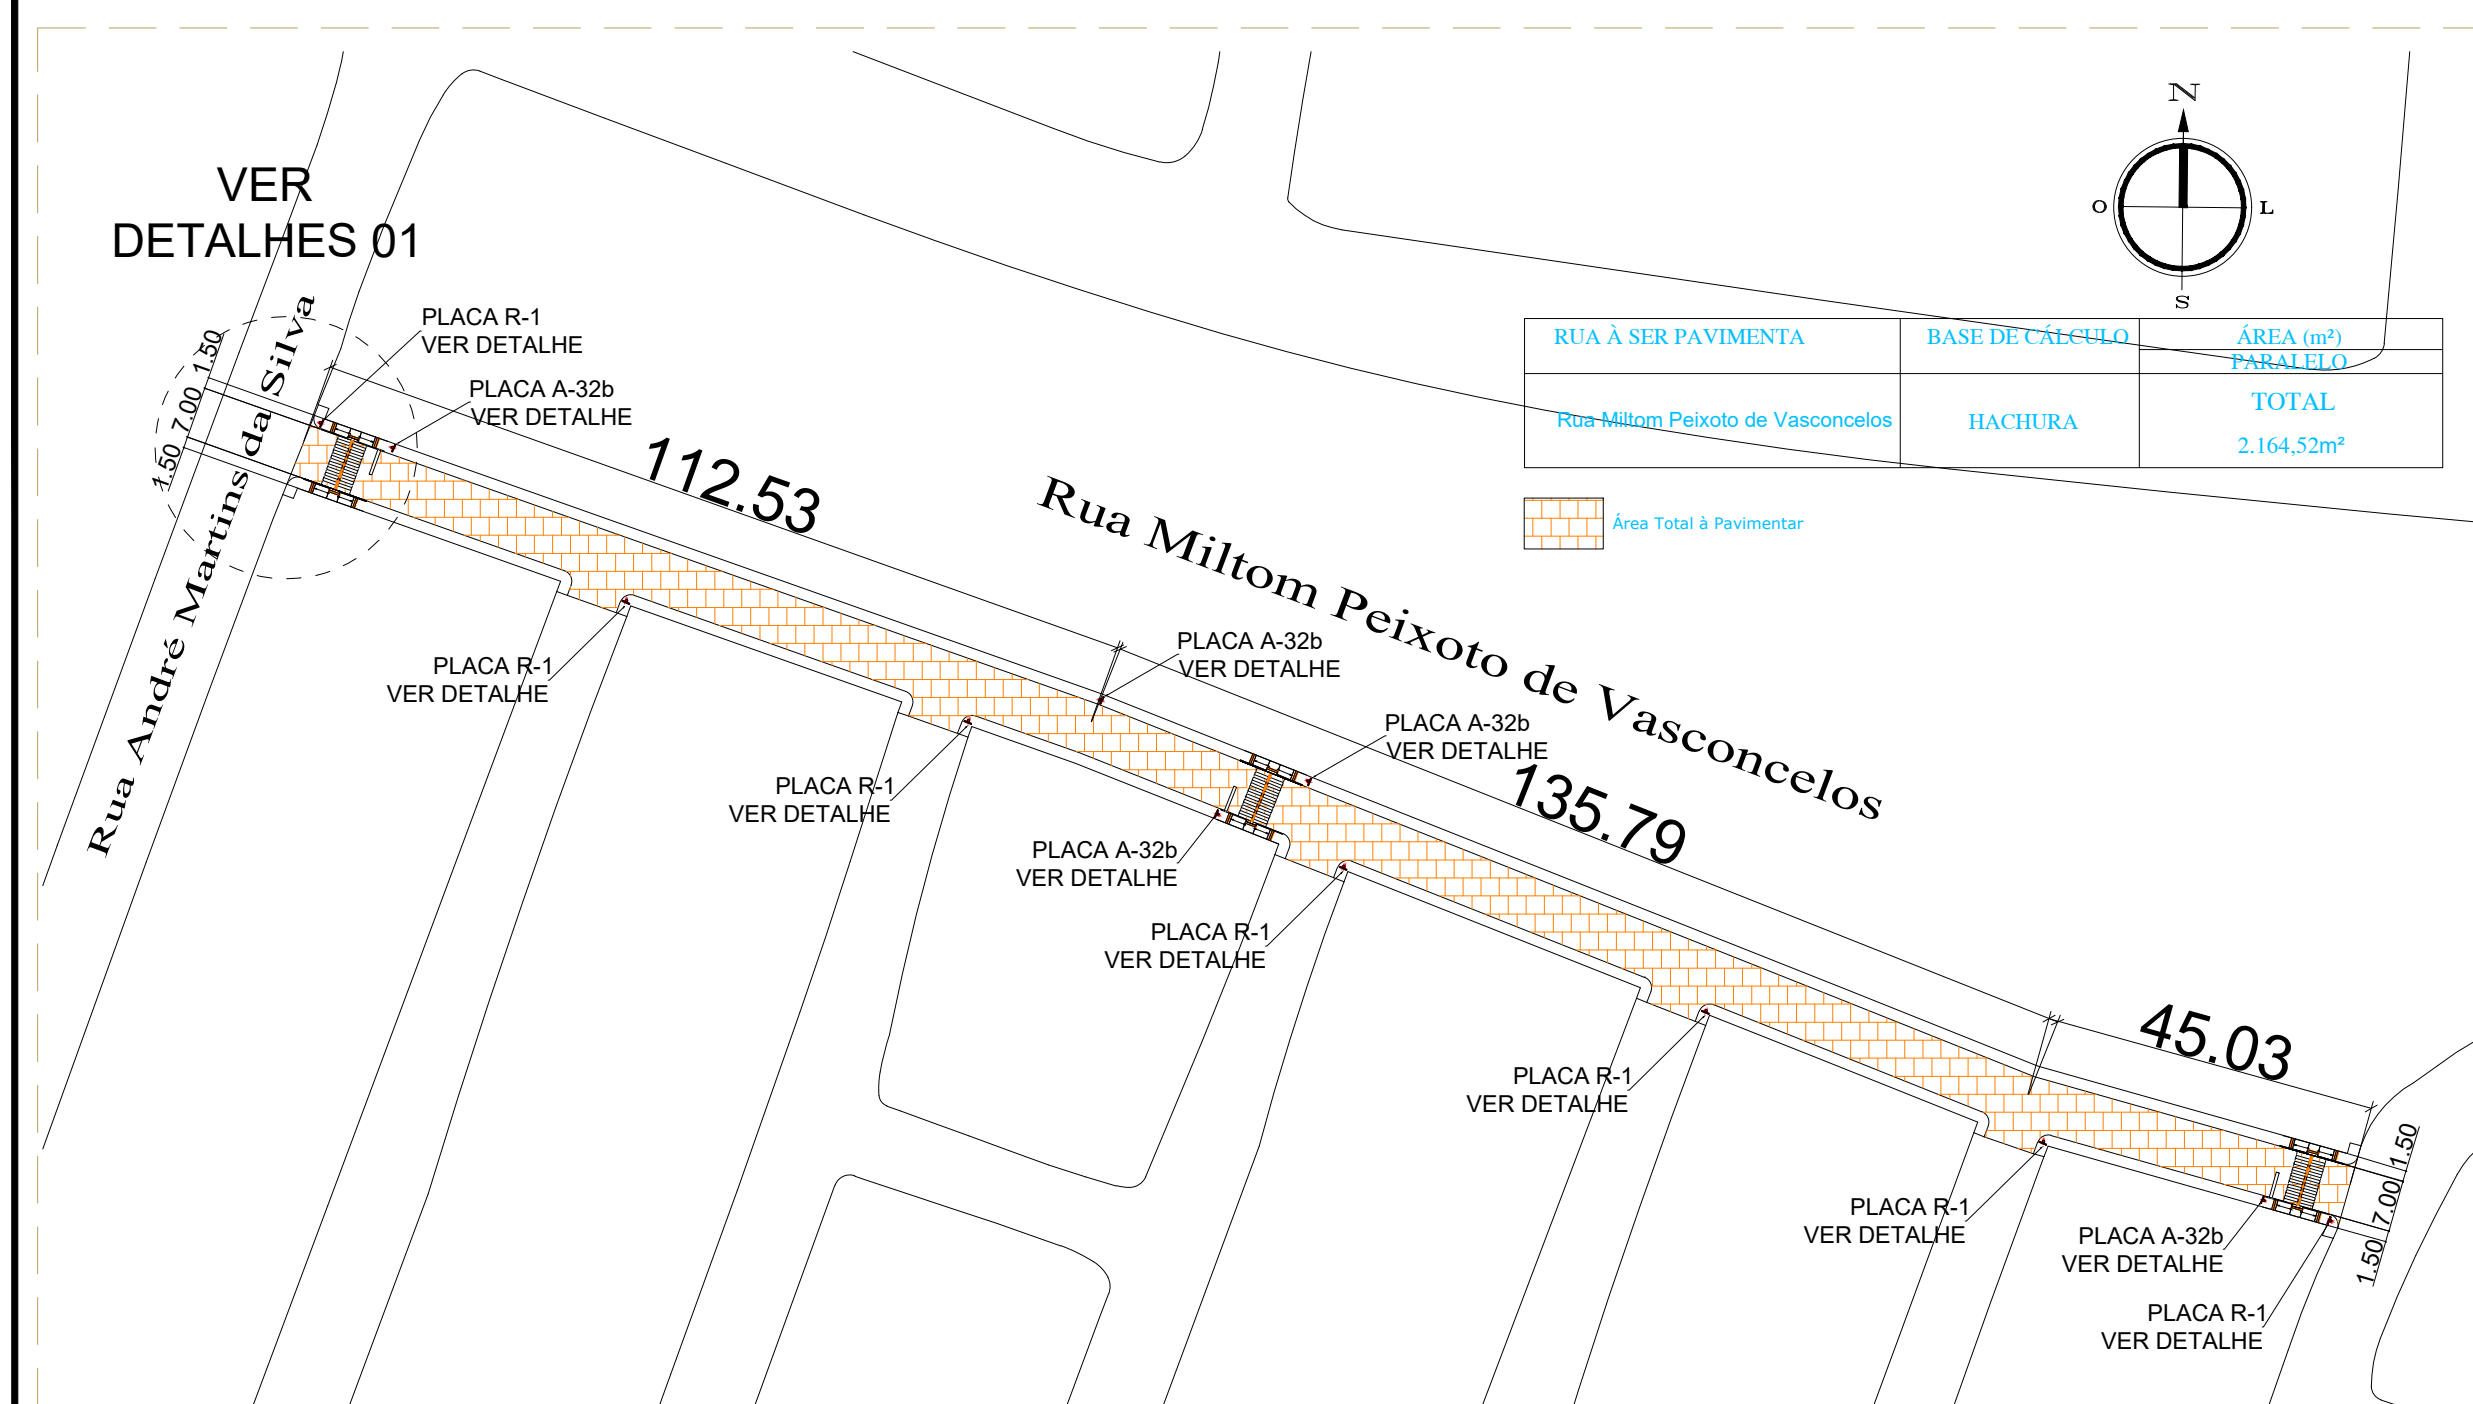 VER
DETALHES 01
N
O
L
S
RUA À SER PAVIMENTA
BASE DE CÁLCULO
ÁREA (m²)
PARALELO
Rua Miltom Peixoto de Vasconcelos
HACHURA
TOTAL
2.164,52m²
Área Total à Pavimentar
PLACA R-1
VER DETALHE
PLACA A-32b
VER DETALHE
1.50
7.00
1.50
Rua André Martins da Silva
112.53
Rua Miltom Peixoto de Vasconcelos
PLACA R-1
VER DETALHE
PLACA A-32b
VER DETALHE
PLACA A-32b
VER DETALHE
PLACA R-1
VER DETALHE
135.79
PLACA A-32b
VER DETALHE
PLACA R-1
VER DETALHE
PLACA R-1
VER DETALHE
45.03
1.50
7.00
1.50
PLACA R-1
VER DETALHE
PLACA A-32b
VER DETALHE
PLACA R-1
VER DETALHE